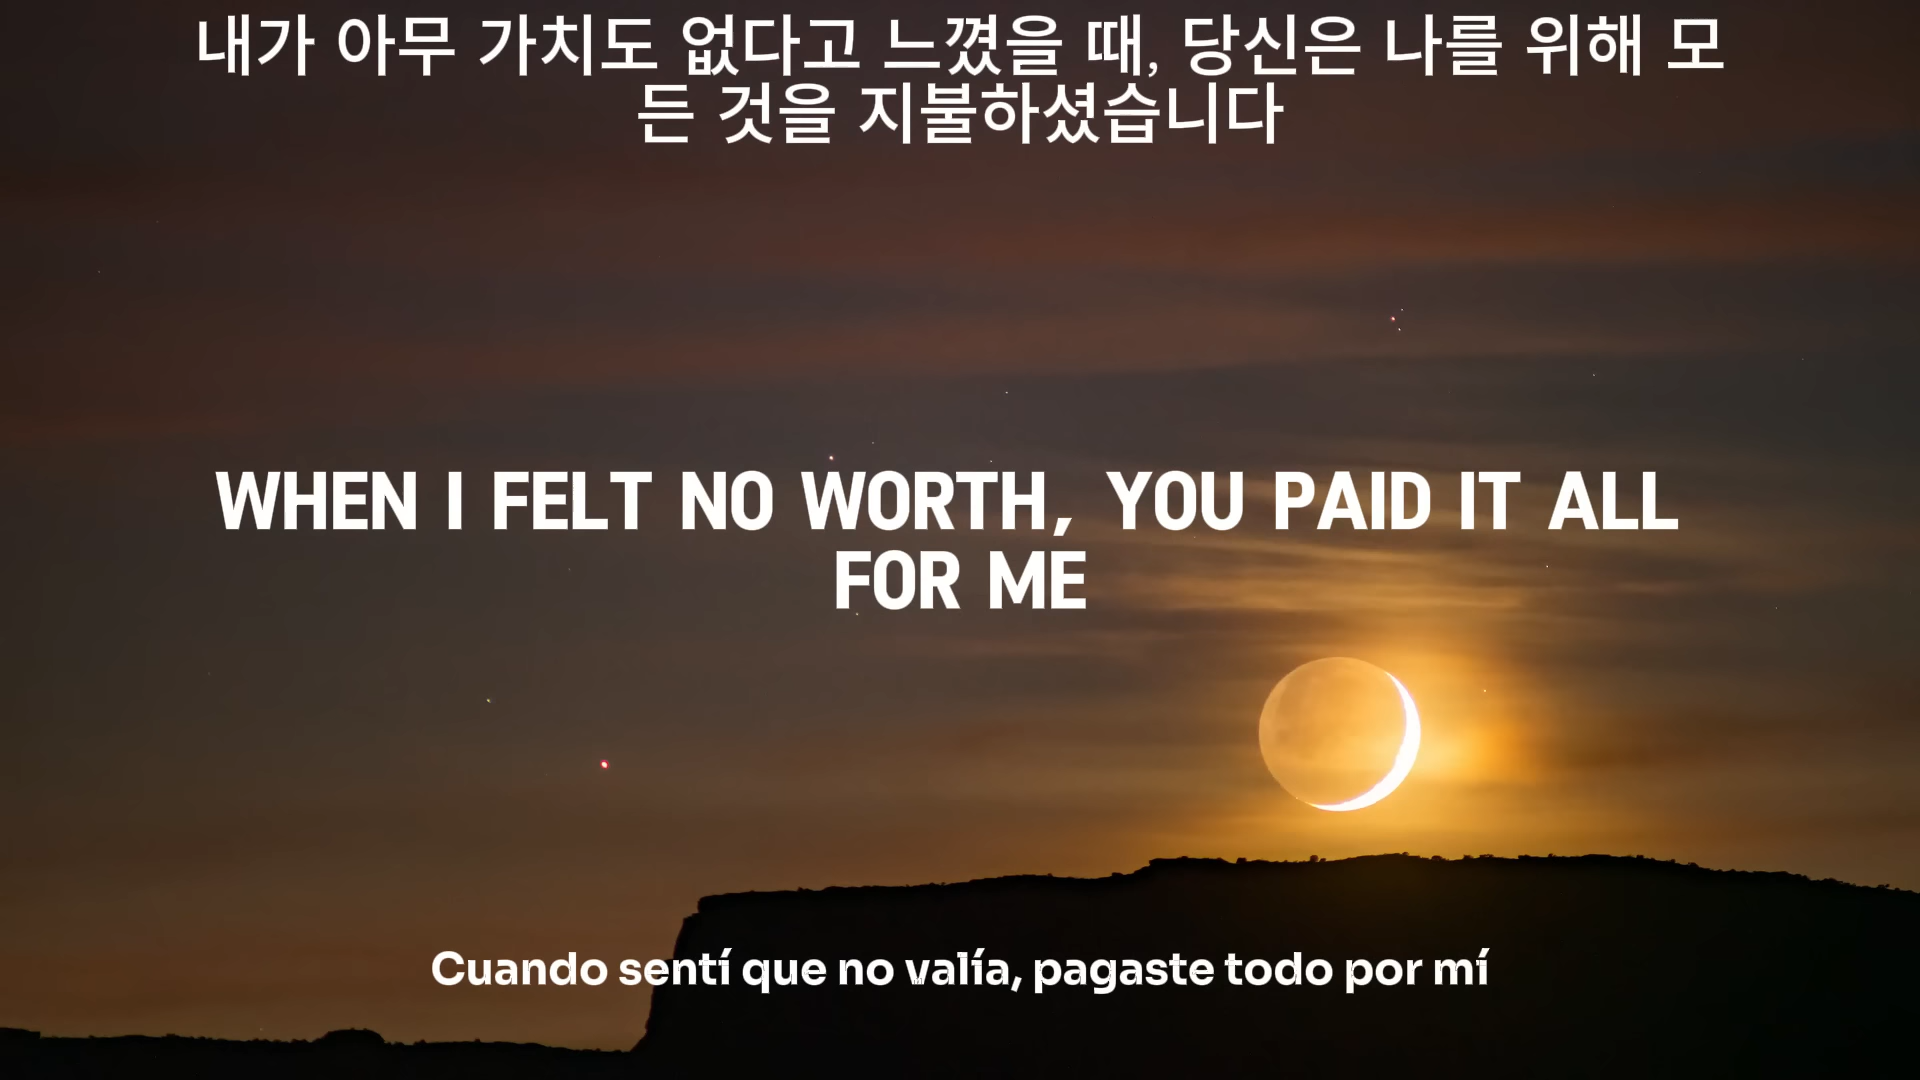 내가 아무 가치도 없다고 느꼈을 때, 당신은 나를 위해 모
든 것을 지불하셨습니다
WHEN I FELT NO WORTH, YOU PAID IT ALL
FOR ME
Cuando sentí que no valía, pagaste todo por mí